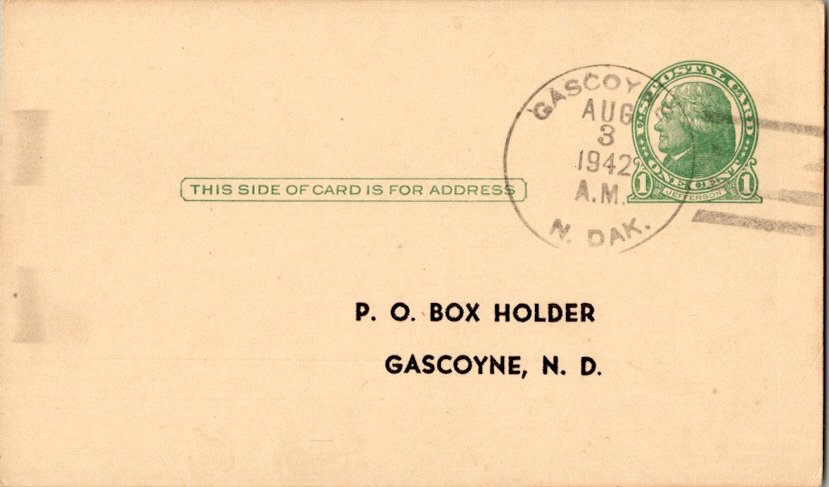 GASCOY
AUG
3
1942
A.M.
N. DAK.
U.S. POSTAL CARD
ONE CENT
1 JEFFERSON 1
THIS SIDE OF CARD IS FOR ADDRESS
P. O. BOX HOLDER
GASCOYNE, N. D.